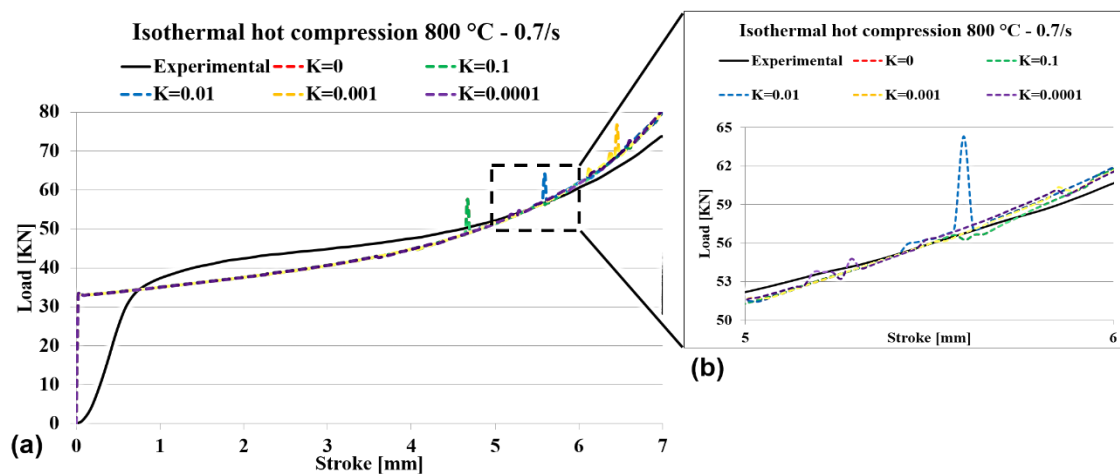 Isothermal hot compression 800 °C - 0.7/s
Experimental K=0 K=0.1
K=0.01 K=0.001 K=0.0001
80
70
60
50
40
30
20
10
0
Load [KN]
0 1 2 3 4 5 6 7
Stroke [mm]
(a)
Isothermal hot compression 800 °C - 0.7/s
Experimental K=0 K=0.1
K=0.01 K=0.001 K=0.0001
65
62
59
56
53
50
Load [KN]
5 6
Stroke [mm]
(b)